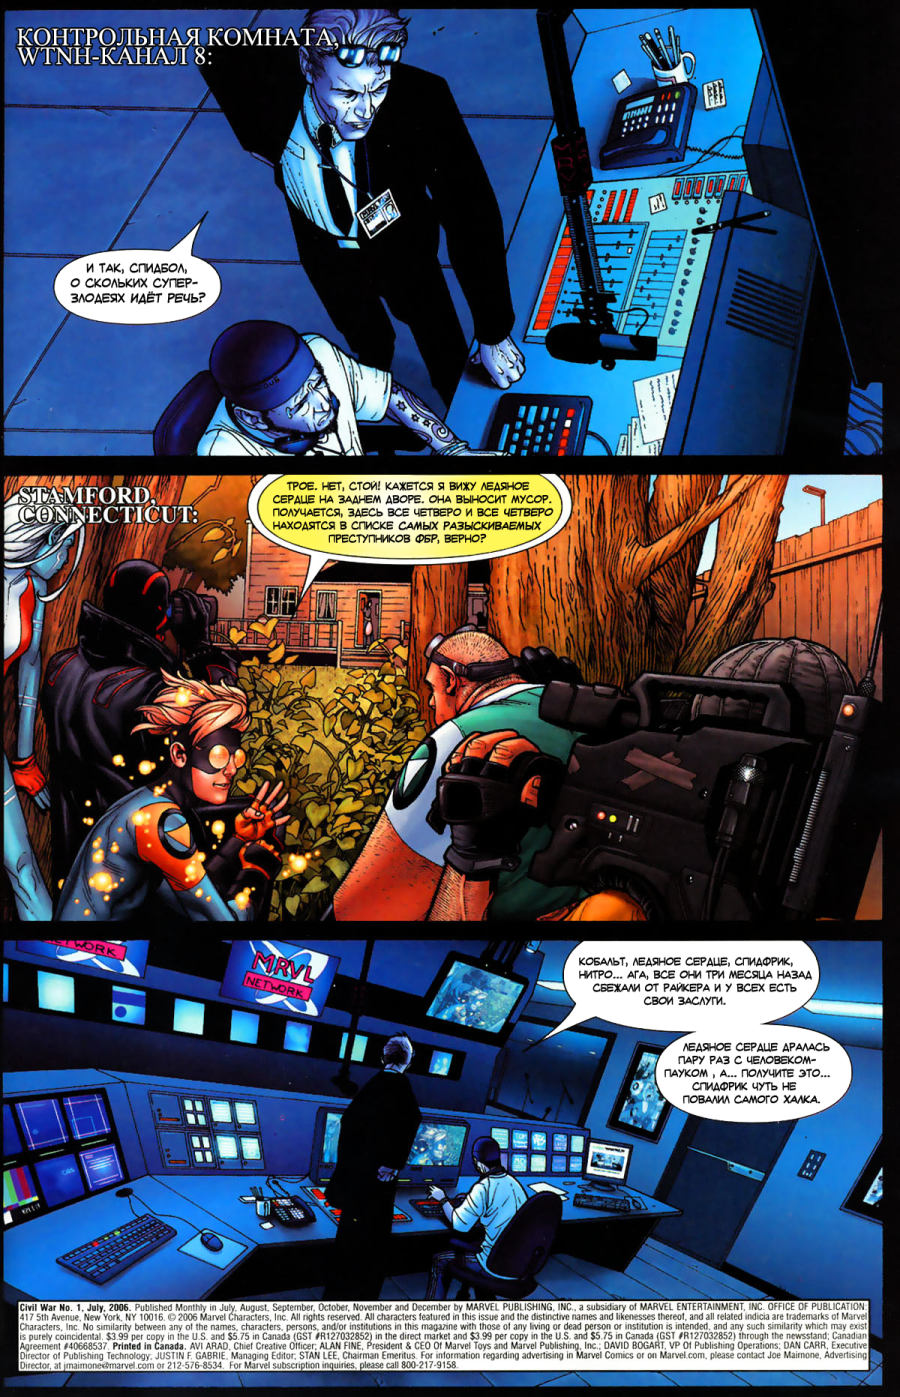 КОНТРОЛЬНАЯ КОМНАТА,
WTNH-КАНАЛ 8:
И ТАК, СПИДБОЛ,
О СКОЛЬКИХ СУПЕР-
ЗЛОДЕЯХ ИДЁТ РЕЧЬ?
STAMFORD,
CONNECTICUT:
ТРОЕ. НЕТ, СТОЙ! КАЖЕТСЯ Я ВИЖУ ЛЕДЯНОЕ
СЕРДЦЕ НА ЗАДНЕМ ДВОРЕ. ОНА ВЫНОСИТ МУСОР.
ПОЛУЧАЕТСЯ, ЗДЕСЬ ВСЕ ЧЕТВЕРО И ВСЕ ЧЕТВЕРО
НАХОДЯТСЯ В СПИСКЕ САМЫХ РАЗЫСКИВАЕМЫХ
ПРЕСТУПНИКОВ ФБР, ВЕРНО?
NETWORK
MRVL
NETWORK
КОБАЛЬТ, ЛЕДЯНОЕ СЕРДЦЕ, СПИДФРИК,
НИТРО... АГА, ВСЕ ОНИ ТРИ МЕСЯЦА НАЗАД
СБЕЖАЛИ ОТ РАЙКЕРА И У ВСЕХ ЕСТЬ
СВОИ ЗАСЛУГИ.
ЛЕДЯНОЕ СЕРДЦЕ ДРАЛАСЬ
ПАРУ РАЗ С ЧЕЛОВЕКОМ-
ПАУКОМ , А... ПОЛУЧИТЕ ЭТО...
СПИДФРИК ЧУТЬ НЕ
ПОВАЛИЛ САМОГО ХАЛКА.
Civil War No. 1, July, 2006. Published Monthly in July, August, September, October, November and December by MARVEL PUBLISHING, INC., a subsidiary of MARVEL ENTERTAINMENT, INC. OFFICE OF PUBLICATION:
417 5th Avenue, New York, NY 10016. © 2006 Marvel Characters, Inc. All rights reserved. All characters featured in this issue and the distinctive names and likenesses thereof, and all related indicia are trademarks of Marvel
Characters, Inc. No similarity between any of the names, characters, persons, and/or institutions in this magazine with those of any living or dead person or institution is intended, and any such similarity which may exist
is purely coincidental. $3.99 per copy in the U.S. and $5.75 in Canada (GST #R127032852) in the direct market and $3.99 per copy in the U.S. and $5.75 in Canada (GST #R127032852) through the newsstand; Canadian
Agreement #40668537. Printed in Canada. AVI ARAD, Chief Creative Officer; ALAN FINE, President & CEO Of Marvel Toys and Marvel Publishing, Inc.; DAVID BOGART, VP Of Publishing Operations; DAN CARR, Executive
Director of Publishing Technology; JUSTIN F. GABRIE, Managing Editor; STAN LEE, Chairman Emeritus. For information regarding advertising in Marvel Comics or on Marvel.com, please contact Joe Maimone, Advertising
Director, at jmaimone@marvel.com or 212-576-8534. For Marvel subscription inquiries, please call 800-217-9158.